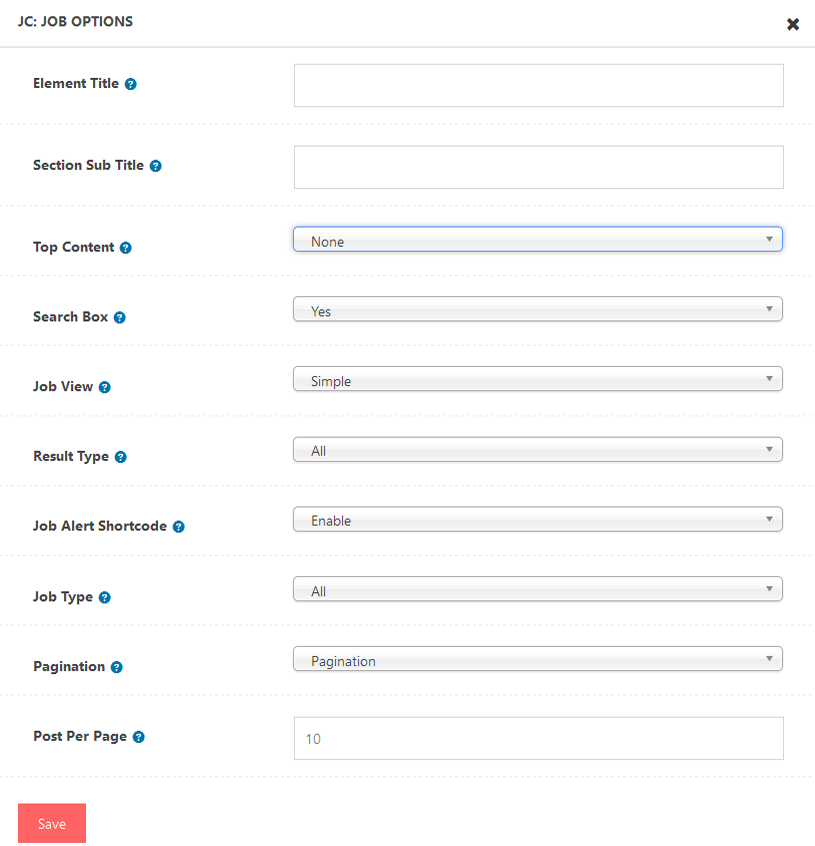 JC: JOB OPTIONS
Element Title
Section Sub Title
Top Content None
Search Box Yes
Job View Simple
Result Type All
Job Alert Shortcode Enable
Job Type All
Pagination Pagination
Post Per Page 10
Save